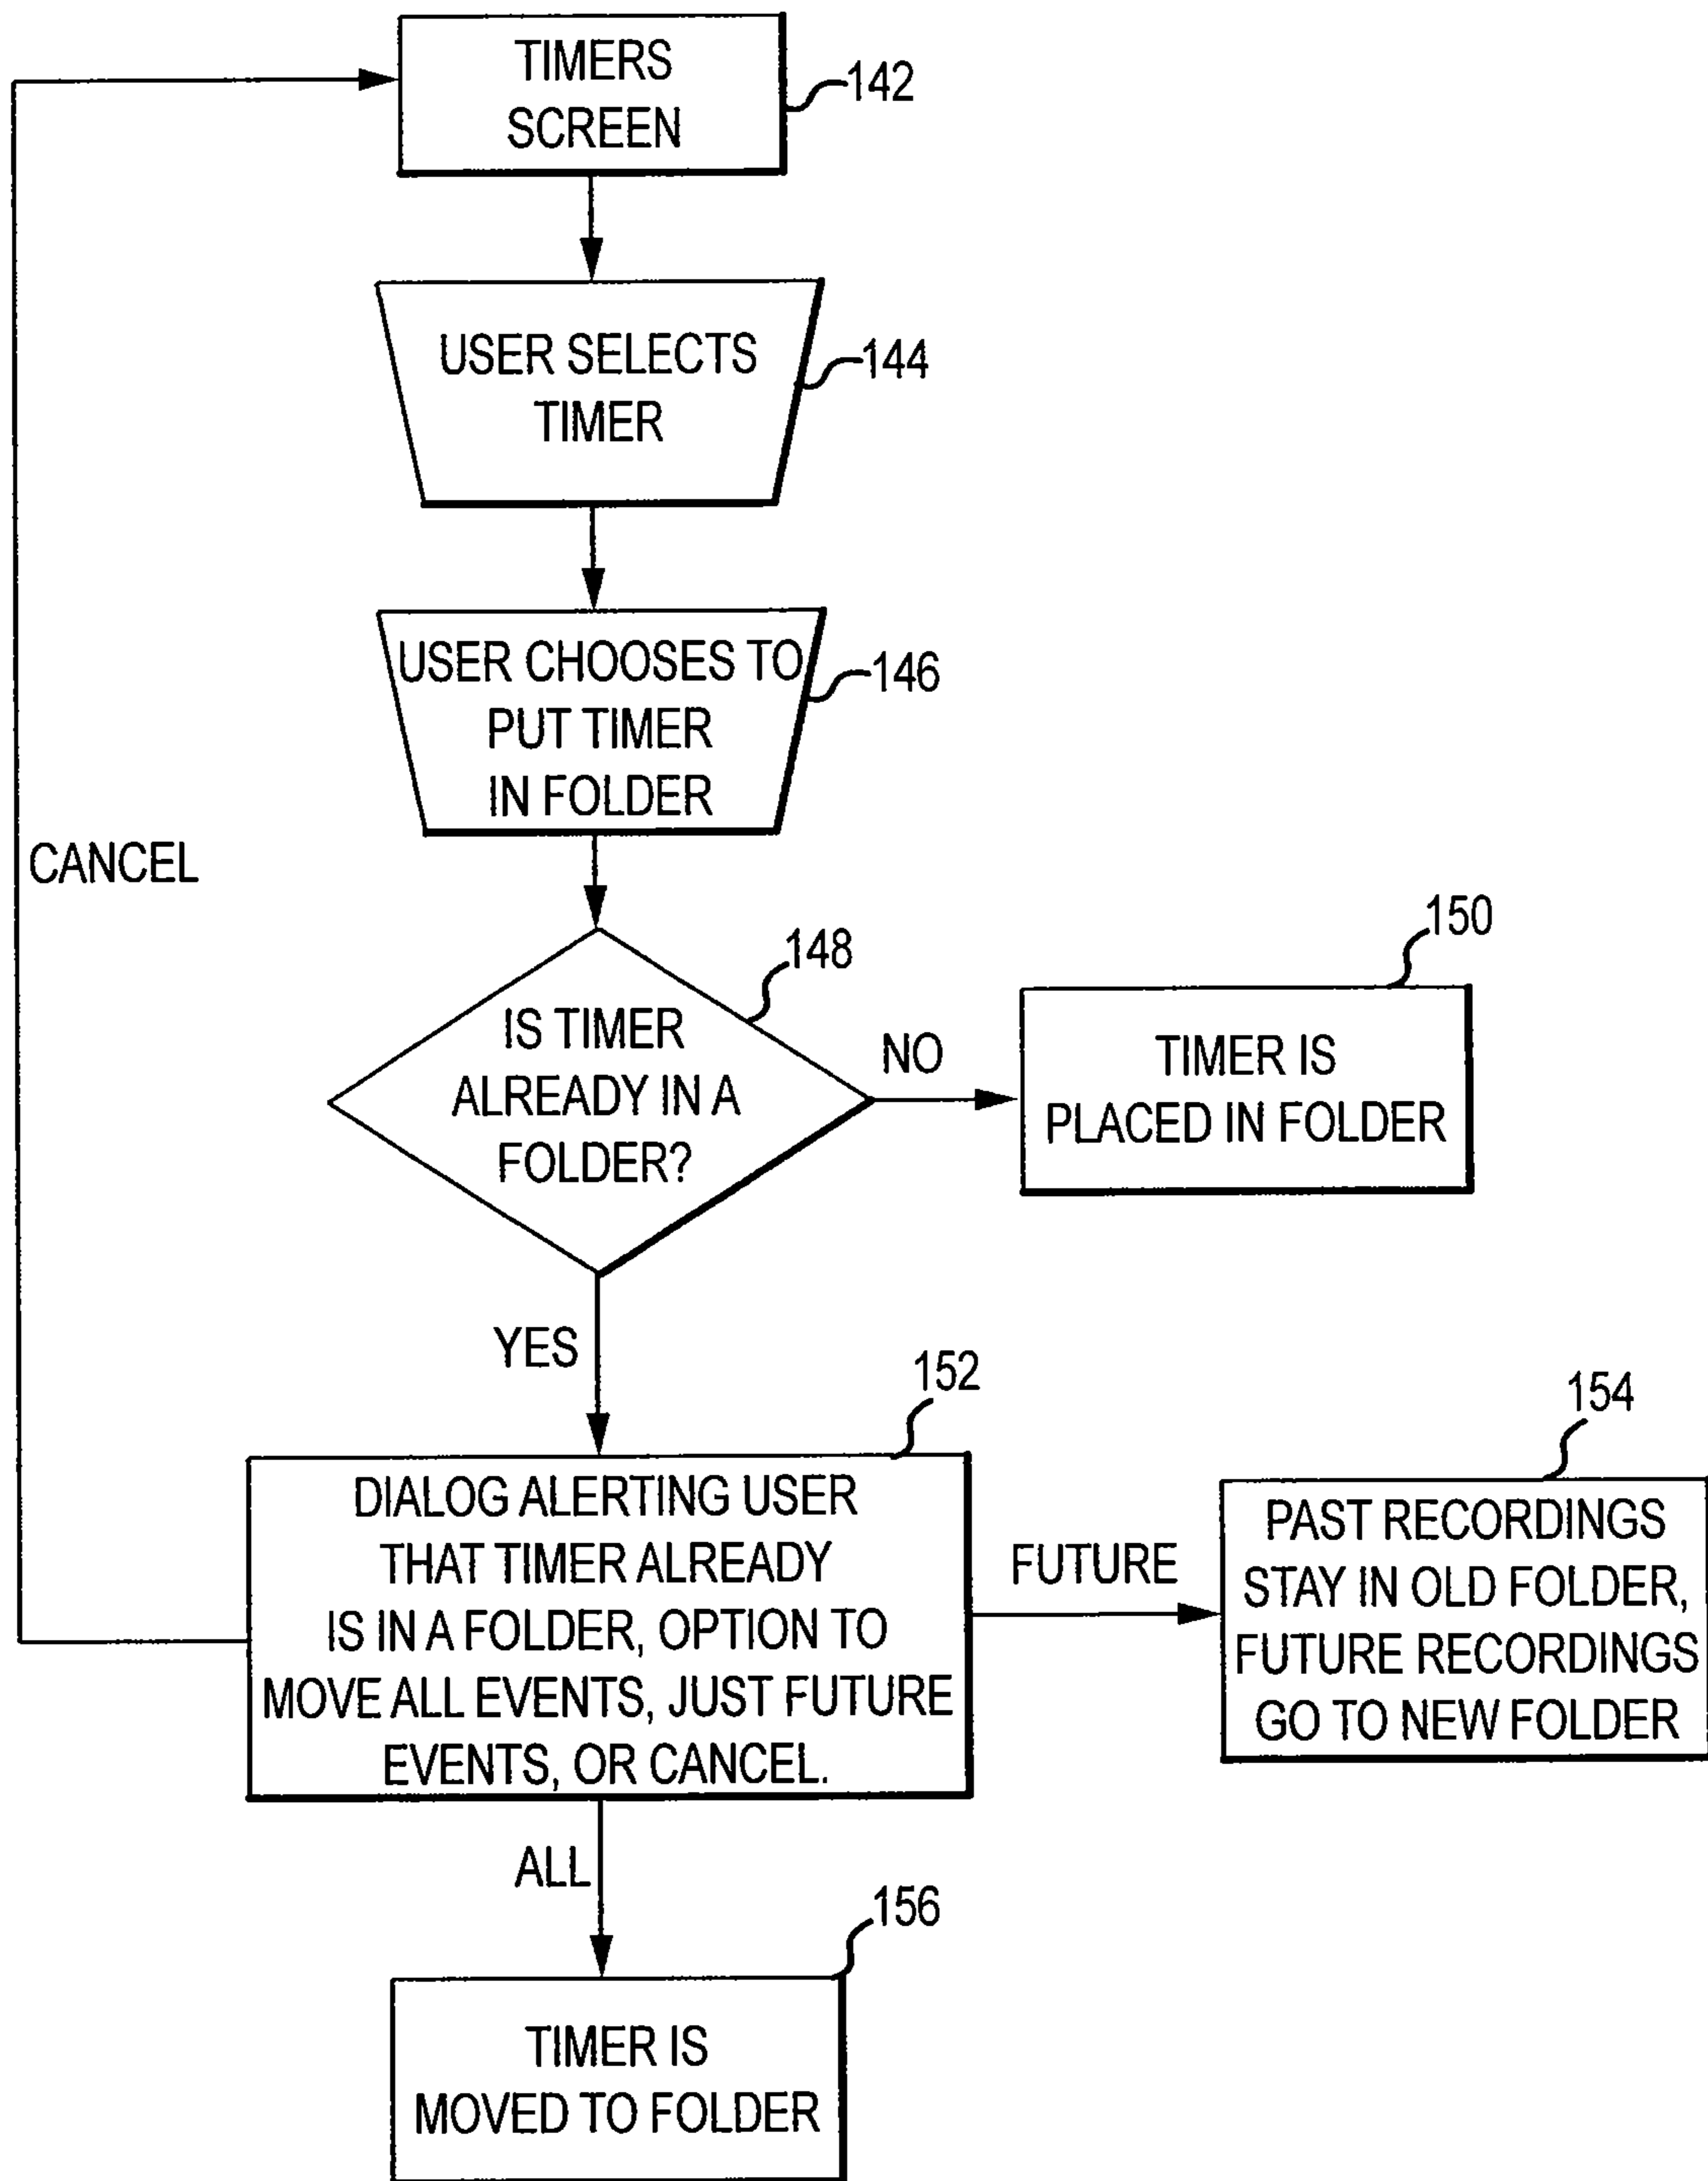 TIMERS
SCREEN
142
USER SELECTS
TIMER
144
USER CHOOSES TO
PUT TIMER
IN FOLDER
146
CANCEL
148
IS TIMER
ALREADY IN A
FOLDER?
NO
150
TIMER IS
PLACED IN FOLDER
YES
152
DIALOG ALERTING USER
THAT TIMER ALREADY
IS IN A FOLDER, OPTION TO
MOVE ALL EVENTS, JUST FUTURE
EVENTS, OR CANCEL.
FUTURE
154
PAST RECORDINGS
STAY IN OLD FOLDER,
FUTURE RECORDINGS
GO TO NEW FOLDER
ALL
156
TIMER IS
MOVED TO FOLDER